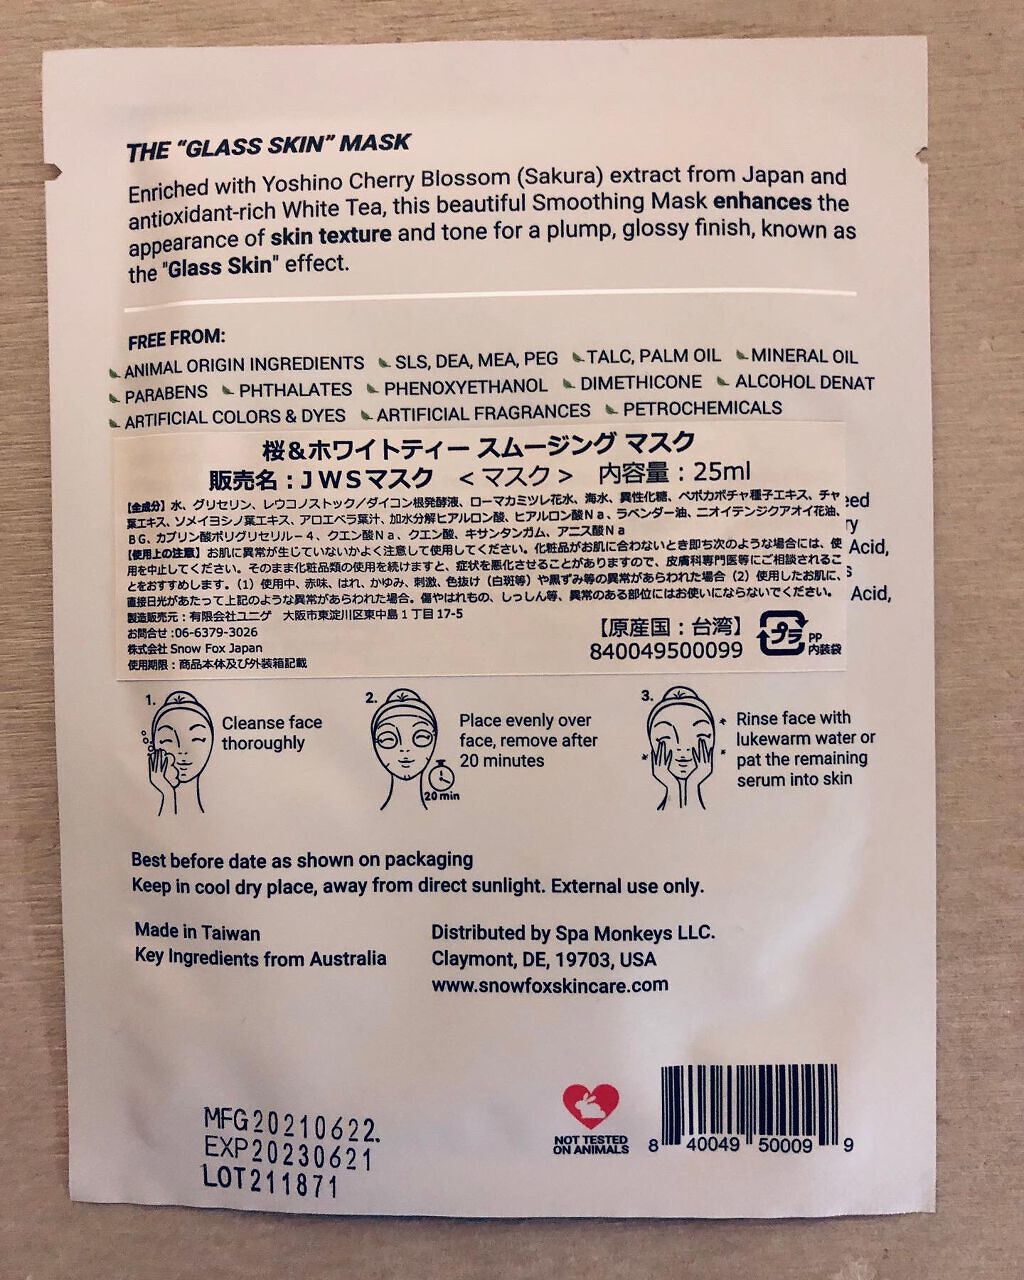 THE "GLASS SKIN" MASK
Enriched with Yoshino Cherry Blossom (Sakura) extract from Japan and
antioxidant-rich White Tea, this beautiful Smoothing Mask enhances the
appearance of skin texture and tone for a plump, glossy finish, known as
the "Glass Skin" effect.
FREE FROM:
ANIMAL ORIGIN INGREDIENTS SLS, DEA, MEA, PEG TALC, PALM OIL MINERAL OIL
PARABENS PHTHALATES PHENOXYETHANOL DIMETHICONE ALCOHOL DENAT
ARTIFICIAL COLORS & DYES ARTIFICIAL FRAGRANCES PETROCHEMICALS
桜&ホワイトティー スムージング マスク
販売名：JWSマスク <マスク> 内容量：25ml
【全成分】水、グリセリン、レウコノストック／ダイコン根発酵液、ローマカミツレ花水、海水、異性化糖、ペポカボチャ種子エキス、チャ
葉エキス、ソメイヨシノ葉エキス、アロエベラ葉汁、加水分解ヒアルロン酸、ヒアルロン酸Na、ラベンダー油、ニオイテンジクアオイ花油、
BG、カプリン酸ポリグリセリル－4、クエン酸Na、クエン酸、キサンタンガム、アニス酸Na
【使用上の注意】お肌に異常が生じていないかよく注意して使用してください。化粧品がお肌に合わないとき即ち次のような場合には、使
用を中止してください。そのまま化粧品類の使用を続けますと、症状を悪化させることがありますので、皮膚科専門医等にご相談されるこ
とをおすすめします。（1）使用中、赤味、はれ、かゆみ、刺激、色抜け（白斑等）や黒ずみ等の異常があらわれた場合（2）使用したお肌に、
直接日光があたって上記のような異常があらわれた場合。傷やはれもの、しっしん等、異常のある部位にはお使いにならないでください。
製造販売元：有限会社ユニゲ 大阪市東淀川区東中島1丁目17-5
お問合せ:06-6379-3026
株式会社 Snow Fox Japan
使用期限：商品本体及び外装箱記載
【原産国：台湾】
840049500099
プラ
PP
内装袋
eed
ry
Acid,
s
Acid,
1.
Cleanse face
thoroughly
2.
Place evenly over
face, remove after
20 minutes
20 min
3.
Rinse face with
lukewarm water or
pat the remaining
serum into skin
Best before date as shown on packaging
Keep in cool dry place, away from direct sunlight. External use only.
Made in Taiwan
Key Ingredients from Australia
Distributed by Spa Monkeys LLC.
Claymont, DE, 19703, USA
www.snowfoxskincare.com
MFG20210622.
EXP20230621
LOT211871
NOT TESTED
ON ANIMALS
8 40049 50009 9